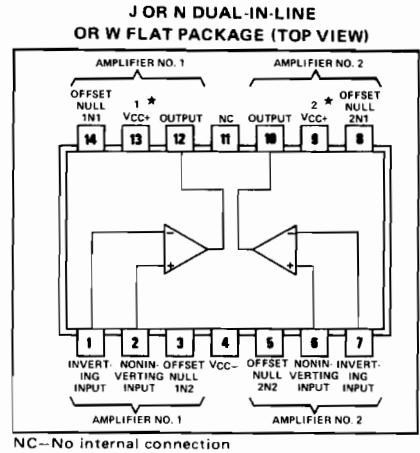 J OR N DUAL-IN-LINE
OR W FLAT PACKAGE (TOP VIEW)
AMPLIFIER NO. 1 AMPLIFIER NO. 2
OFFSET NULL 1N1 1 ★ VCC+ OUTPUT NC OUTPUT 2 ★ VCC+ OFFSET NULL 2N1
14 13 12 11 10 9 8
− −
+ +
1 2 3 4 5 6 7
INVERT- ING INPUT NONIN- VERTING INPUT OFFSET NULL 1N2 VCC− OFFSET NULL 2N2 NONIN- VERTING INPUT INVERT- ING INPUT
AMPLIFIER NO. 1 AMPLIFIER NO. 2
NC—No internal connection